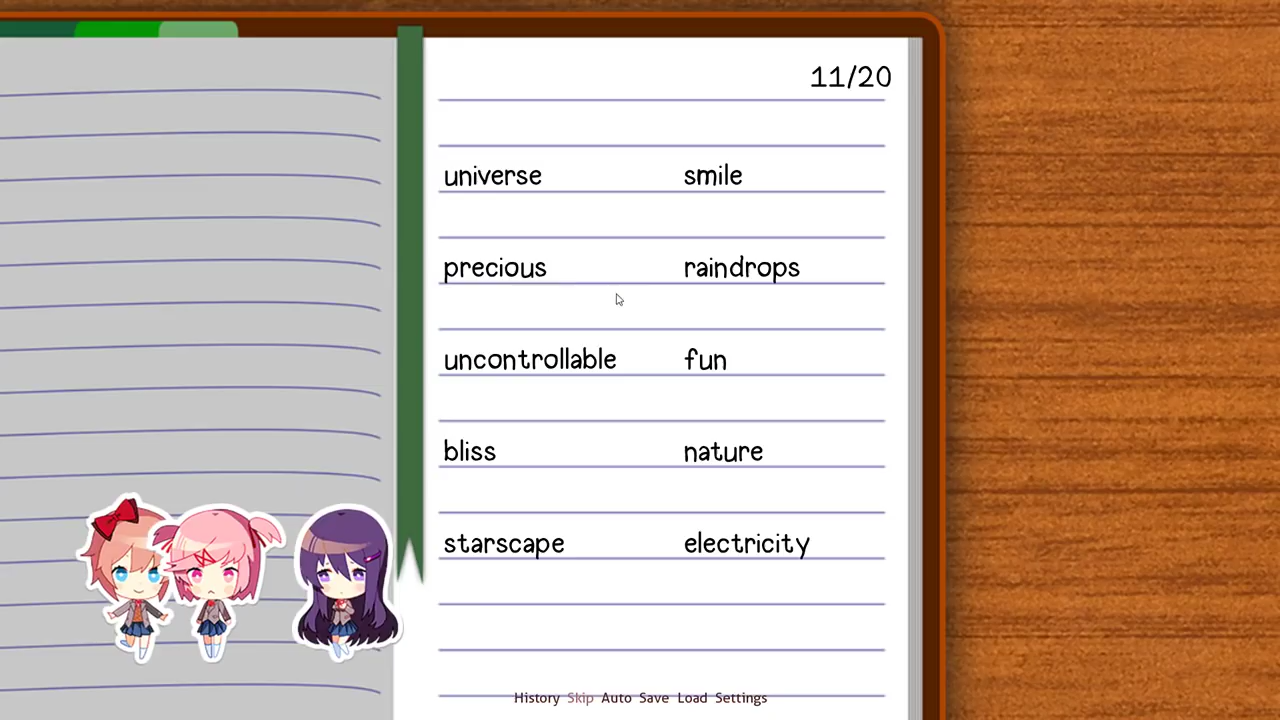 11/20
universe smile
precious raindrops
uncontrollable fun
bliss nature
starscape electricity
History Skip Auto Save Load Settings